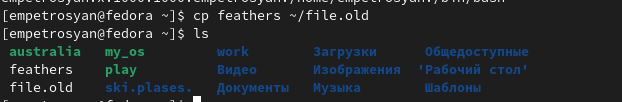 [empetrosyan@fedora ~]$ cp feathers ~/file.old
[empetrosyan@fedora ~]$ ls
australia my_os work Загрузки Общедоступные
feathers play Видео Изображения 'Рабочий стол'
file.old ski.plases. Документы Музыка Шаблоны
[empetrosyan@fedora ~]$